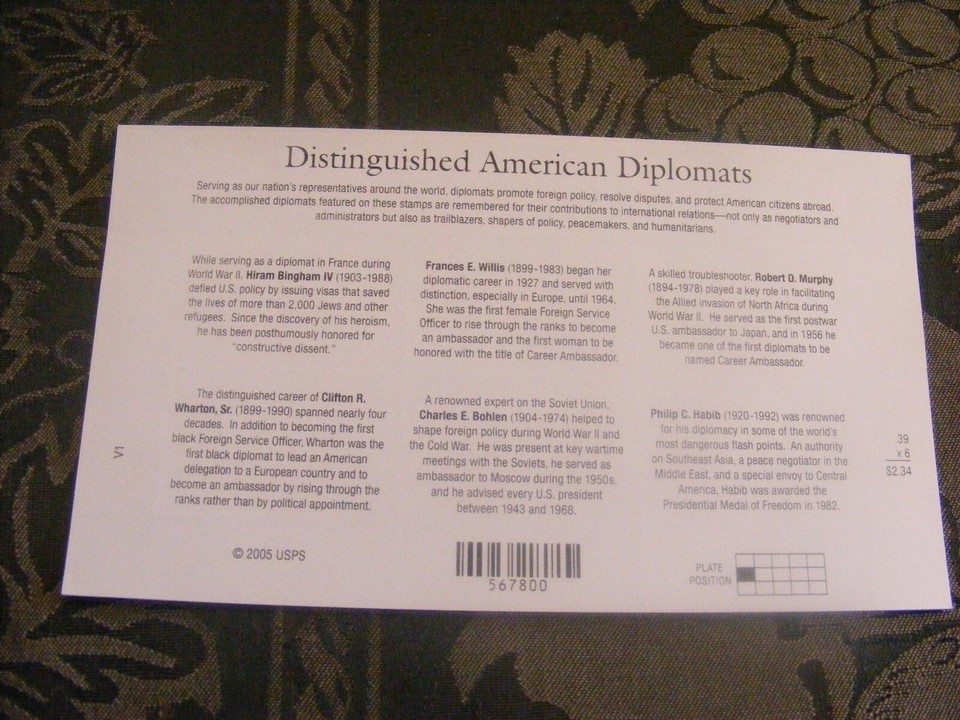 Distinguished American Diplomats
Serving as our nation's representatives around the world, diplomats promote foreign policy, resolve disputes, and protect American citizens abroad.
The accomplished diplomats featured on these stamps are remembered for their contributions to international relations—not only as negotiators and
administrators but also as trailblazers, shapers of policy, peacemakers, and humanitarians.
While serving as a diplomat in France during
World War II, Hiram Bingham IV (1903-1988)
defied U.S. policy by issuing visas that saved
the lives of more than 2,000 Jews and other
refugees. Since the discovery of his heroism,
he has been posthumously honored for
"constructive dissent."
Frances E. Willis (1899-1983) began her
diplomatic career in 1927 and served with
distinction, especially in Europe, until 1964.
She was the first female Foreign Service
Officer to rise through the ranks to become
an ambassador and the first woman to be
honored with the title of Career Ambassador.
A skilled troubleshooter, Robert D. Murphy
(1894-1978) played a key role in facilitating
the Allied invasion of North Africa during
World War II. He served as the first postwar
U.S. ambassador to Japan, and in 1956 he
became one of the first diplomats to be
named Career Ambassador.
The distinguished career of Clifton R.
Wharton, Sr. (1899-1990) spanned nearly four
decades. In addition to becoming the first
black Foreign Service Officer, Wharton was the
first black diplomat to lead an American
delegation to a European country and to
become an ambassador by rising through the
ranks rather than by political appointment.
A renowned expert on the Soviet Union,
Charles E. Bohlen (1904-1974) helped to
shape foreign policy during World War II and
the Cold War. He was present at key wartime
meetings with the Soviets, he served as
ambassador to Moscow during the 1950s,
and he advised every U.S. president
between 1943 and 1968.
Philip C. Habib (1920-1992) was renowned
for his diplomacy in some of the world's
most dangerous flash points. An authority
on Southeast Asia, a peace negotiator in the
Middle East, and a special envoy to Central
America, Habib was awarded the
Presidential Medal of Freedom in 1982.
.39
x 6
$2.34
V1
© 2005 USPS
567800
PLATE
POSITION